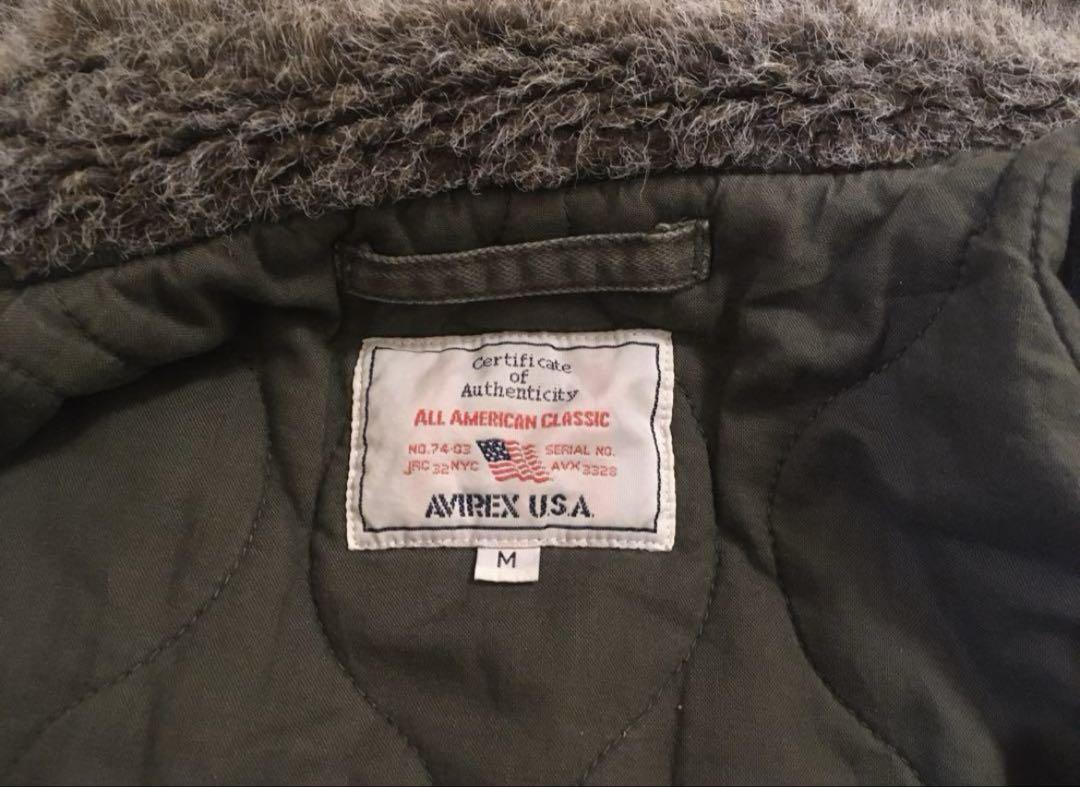 Certificate
of
Authenticity
ALL AMERICAN CLASSIC
NO.74-03 SERIAL NO.
JRC 32 NYC AVX 3328
AVIREX U.S.A.
M